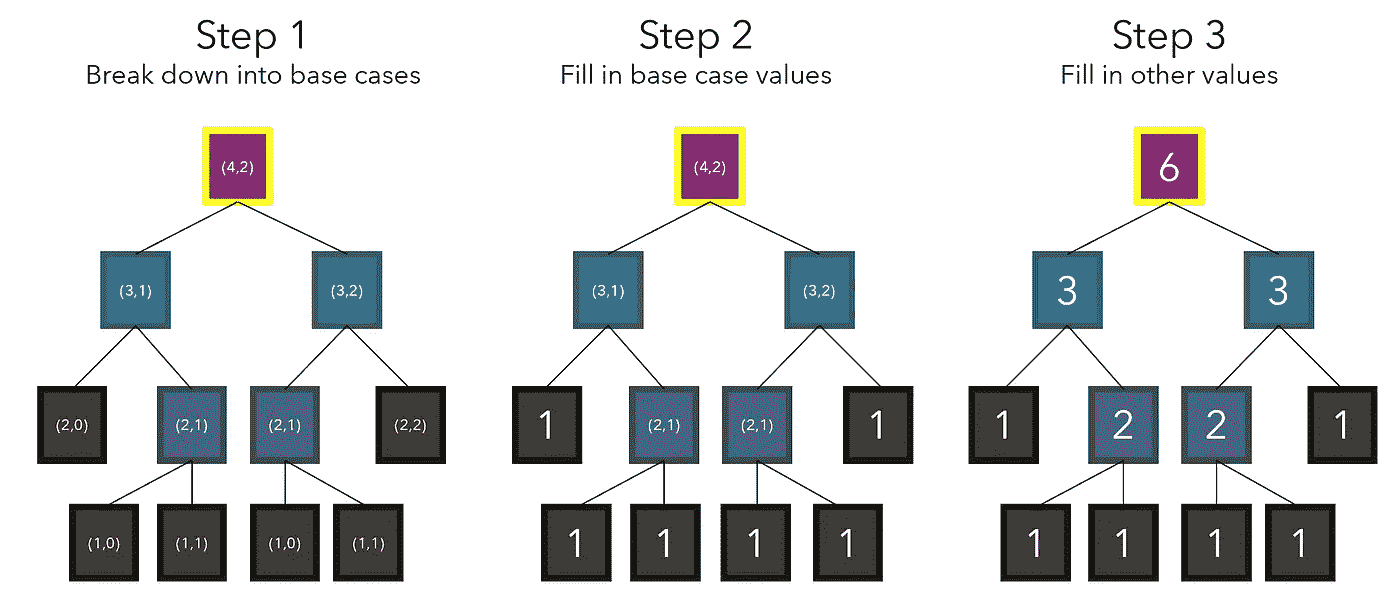 Step 1
Break down into base cases
(4,2)
(3,1) (3,2)
(2,0) (2,1) (2,1) (2,2)
(1,0) (1,1) (1,0) (1,1)
Step 2
Fill in base case values
(4,2)
(3,1) (3,2)
1 (2,1) (2,1) 1
1 1 1 1
Step 3
Fill in other values
6
3 3
1 2 2 1
1 1 1 1